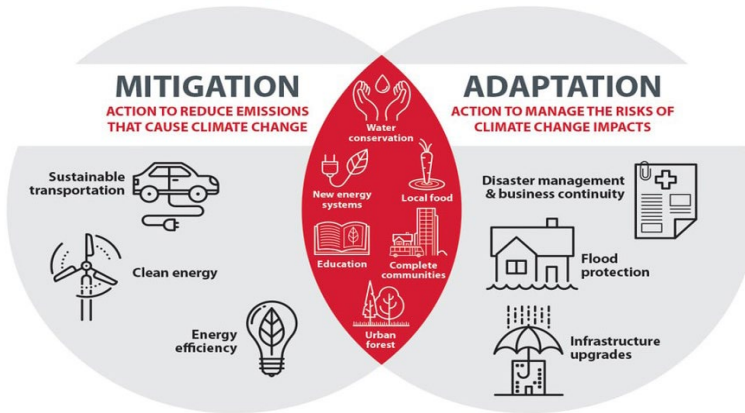 MITIGATION
ACTION TO REDUCE EMISSIONS
THAT CAUSE CLIMATE CHANGE
Sustainable
transportation
Clean energy
Energy
efficiency
Water
conservation
New energy
systems
Local food
Education
Complete
communities
Urban
forest
ADAPTATION
ACTION TO MANAGE THE RISKS OF
CLIMATE CHANGE IMPACTS
Disaster management
& business continuity
Flood
protection
Infrastructure
upgrades